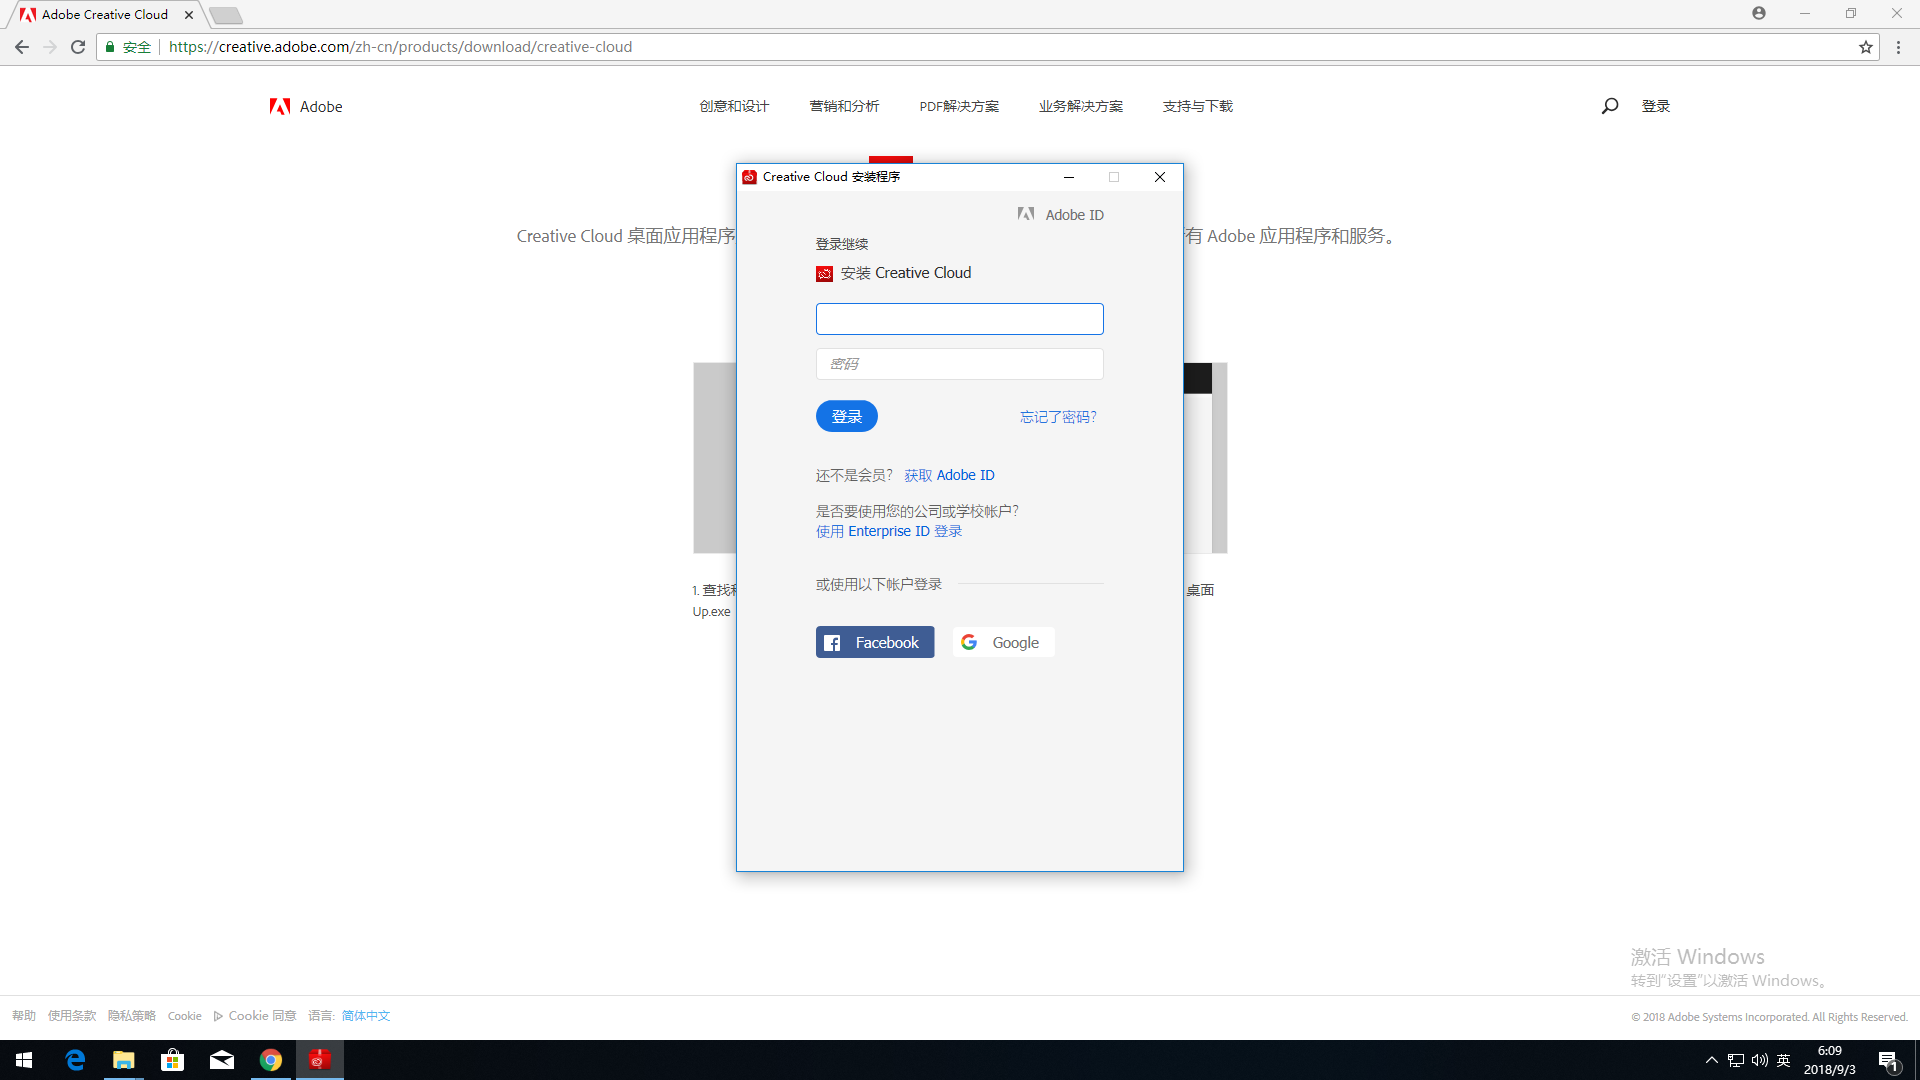 Adobe Creative Cloud
安全
https://creative.adobe.com/zh-cn/products/download/creative-cloud
Adobe
创意和设计
营销和分析
PDF解决方案
业务解决方案
支持与下载
登录
Creative Cloud 安装程序
Adobe ID
Creative Cloud 桌面应用程序
有 Adobe 应用程序和服务。
登录继续
安装 Creative Cloud
密码
登录
忘记了密码?
还不是会员? 获取 Adobe ID
是否要使用您的公司或学校帐户?
使用 Enterprise ID 登录
或使用以下帐户登录
1. 查找
桌面
Up.exe
Facebook
Google
激活 Windows
转到"设置"以激活 Windows。
帮助
使用条款
隐私策略
Cookie
Cookie 同意
语言: 简体中文
© 2018 Adobe Systems Incorporated. All Rights Reserved.
英
6:09
2018/9/3
1